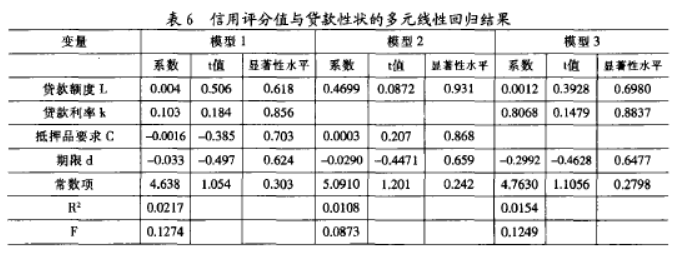 表 6 信用评分值与贷款性状的多元线性回归结果
变量 模型 1 模型 2 模型 3
系数 t值 显著性水平 系数 t值 显著性水平 系数 t值 显著性水平
贷款额度 L 0.004 0.506 0.618 0.4699 0.0872 0.931 0.0012 0.3928 0.6980
贷款利率 k 0.103 0.184 0.856 0.8068 0.1479 0.8837
抵押品要求 C -0.0016 -0.385 0.703 0.0003 0.207 0.868
期限 d -0.033 -0.497 0.624 -0.0290 -0.4471 0.659 -0.2992 -0.4628 0.6477
常数项 4.638 1.054 0.303 5.0910 1.201 0.242 4.7630 1.1056 0.2798
R² 0.0217 0.0108 0.0154
F 0.1274 0.0873 0.1249